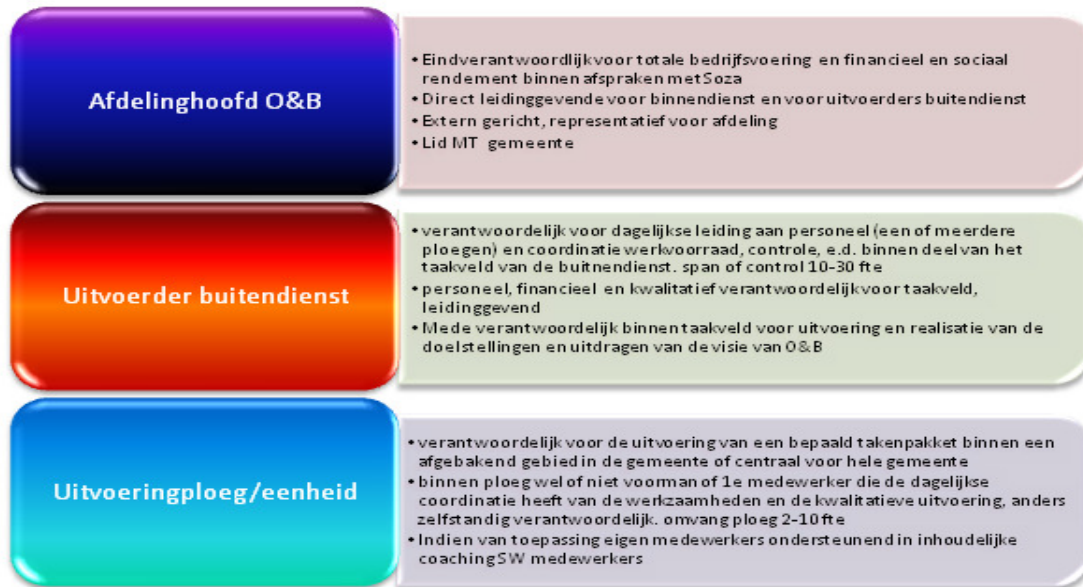 Afdelinghoofd O&B
• Eindverantwoordlijk voor totale bedrijfsvoering en financieel en sociaal
rendement binnen afspraken met Soza
• Direct leidinggevende voor binnendienst en voor uitvoerders buitendienst
• Extern gericht, representatief voor afdeling
• Lid MT gemeente
Uitvoerder buitendienst
• verantwoordelijk voor dagelijkse leiding aan personeel (een of meerdere
ploegen) en coordinatie werkvoorraad, controle, e.d. binnen deel van het
taakveld van de buitnendienst. span of control 10-30 fte
• personeel, financieel en kwalitatief verantwoordelijk voor taakveld,
leidinggevend
• Mede verantwoordelijk binnen taakveld voor uitvoering en realisatie van de
doelstellingen en uitdragen van de visie van O&B
Uitvoeringploeg/eenheid
• verantwoordelijk voor de uitvoering van een bepaald takenpakket binnen een
afgebakend gebied in de gemeente of centraal voor hele gemeente
• binnen ploeg wel of niet voorman of 1e medewerker die de dagelijkse
coordinatie heeft van de werkzaamheden en de kwalitatieve uitvoering, anders
zelfstandig verantwoordelijk. omvang ploeg 2-10 fte
• Indien van toepassing eigen medewerkers ondersteunend in inhoudelijke
coaching SW medewerkers